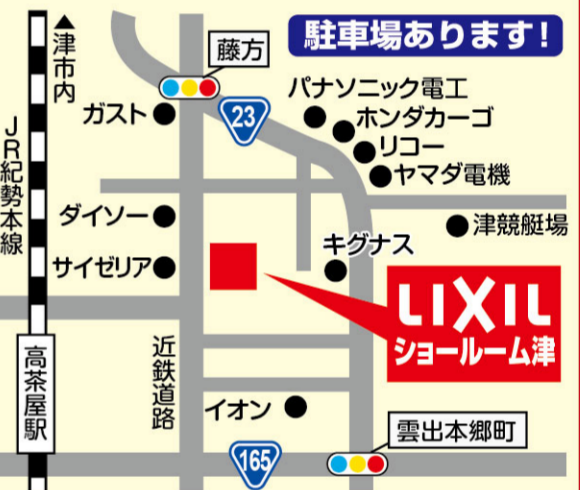 駐車場あります!
▲津市内
藤方
ガスト
23
パナソニック電工
ホンダカーゴ
リコー
ヤマダ電機
JR紀勢本線
ダイソー
津競艇場
サイゼリア
キグナス
LIXIL
ショールーム津
高茶屋駅
近鉄道路
イオン
雲出本郷町
165